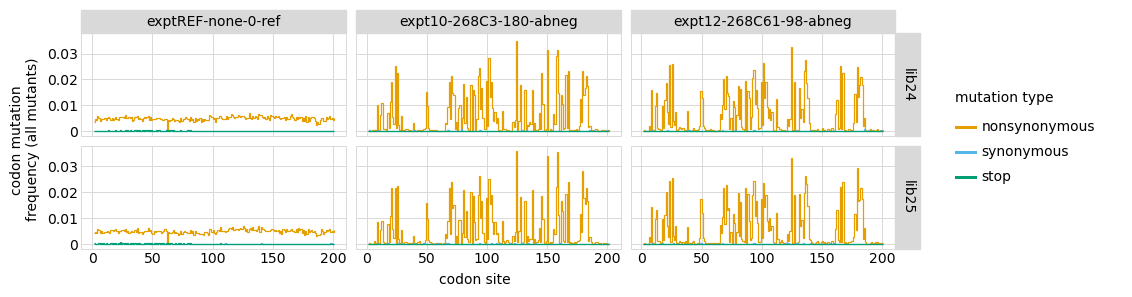 exptREF-none-0-ref
expt10-268C3-180-abneg
expt12-268C61-98-abneg
codon mutation
frequency (all mutants)
0.03
0.02
0.01
0
lib24
0.03
0.02
0.01
0
lib25
0 50 100 150 200
0 50 100 150 200
0 50 100 150 200
codon site
mutation type
nonsynonymous
synonymous
stop